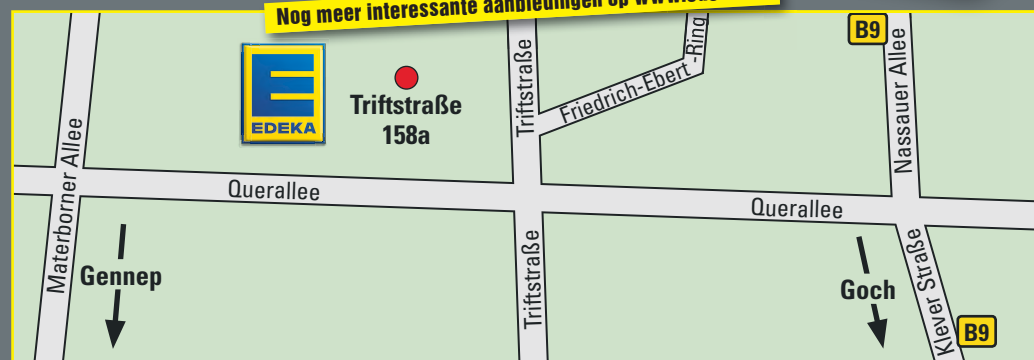 Nog meer interessante aanbiedingen op
B9
EDEKA
Triftstraße
158a
Triftstraße
Friedrich-Ebert-Ring
Nassauer Allee
Materborner Allee
Querallee
Querallee
Gennep
Triftstraße
Goch
Klever Straße
B9